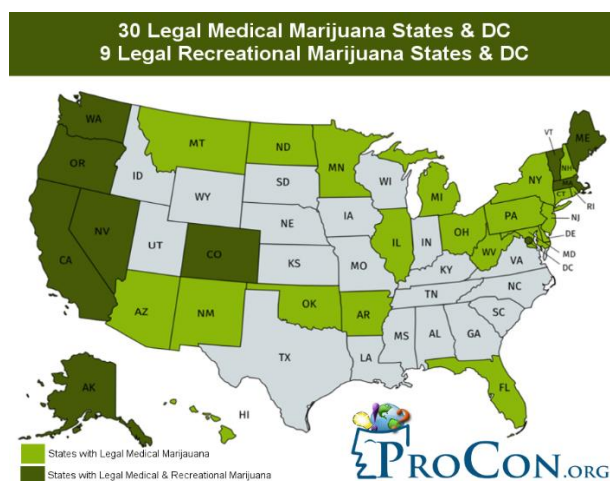 30 Legal Medical Marijuana States & DC
9 Legal Recreational Marijuana States & DC
WA
MT
ND
MN
VT
ME
OR
ID
WY
SD
WI
MI
NY
NH
MA
CT
RI
NV
UT
CO
NE
IA
IL
IN
OH
PA
NJ
DE
MD
DC
CA
KS
MO
WV
VA
KY
AZ
NM
OK
AR
TN
NC
SC
TX
LA
MS
AL
GA
FL
AK
HI
States with Legal Medical Marijauana
States with Legal Medical & Recreational Marijuana
PROCON.ORG